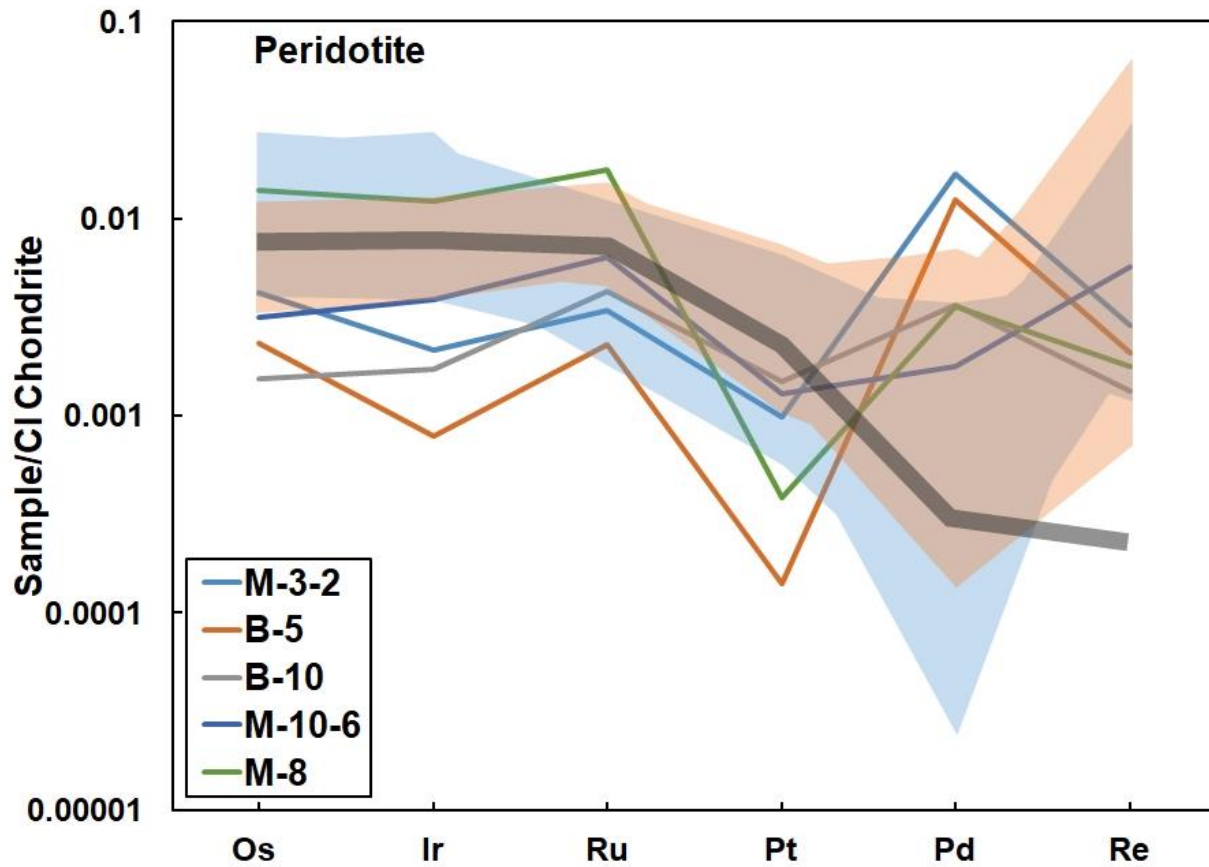 0.1
Peridotite
0.01
0.001
0.0001
0.00001
Sample/CI Chondrite
M-3-2
B-5
B-10
M-10-6
M-8
Os Ir Ru Pt Pd Re